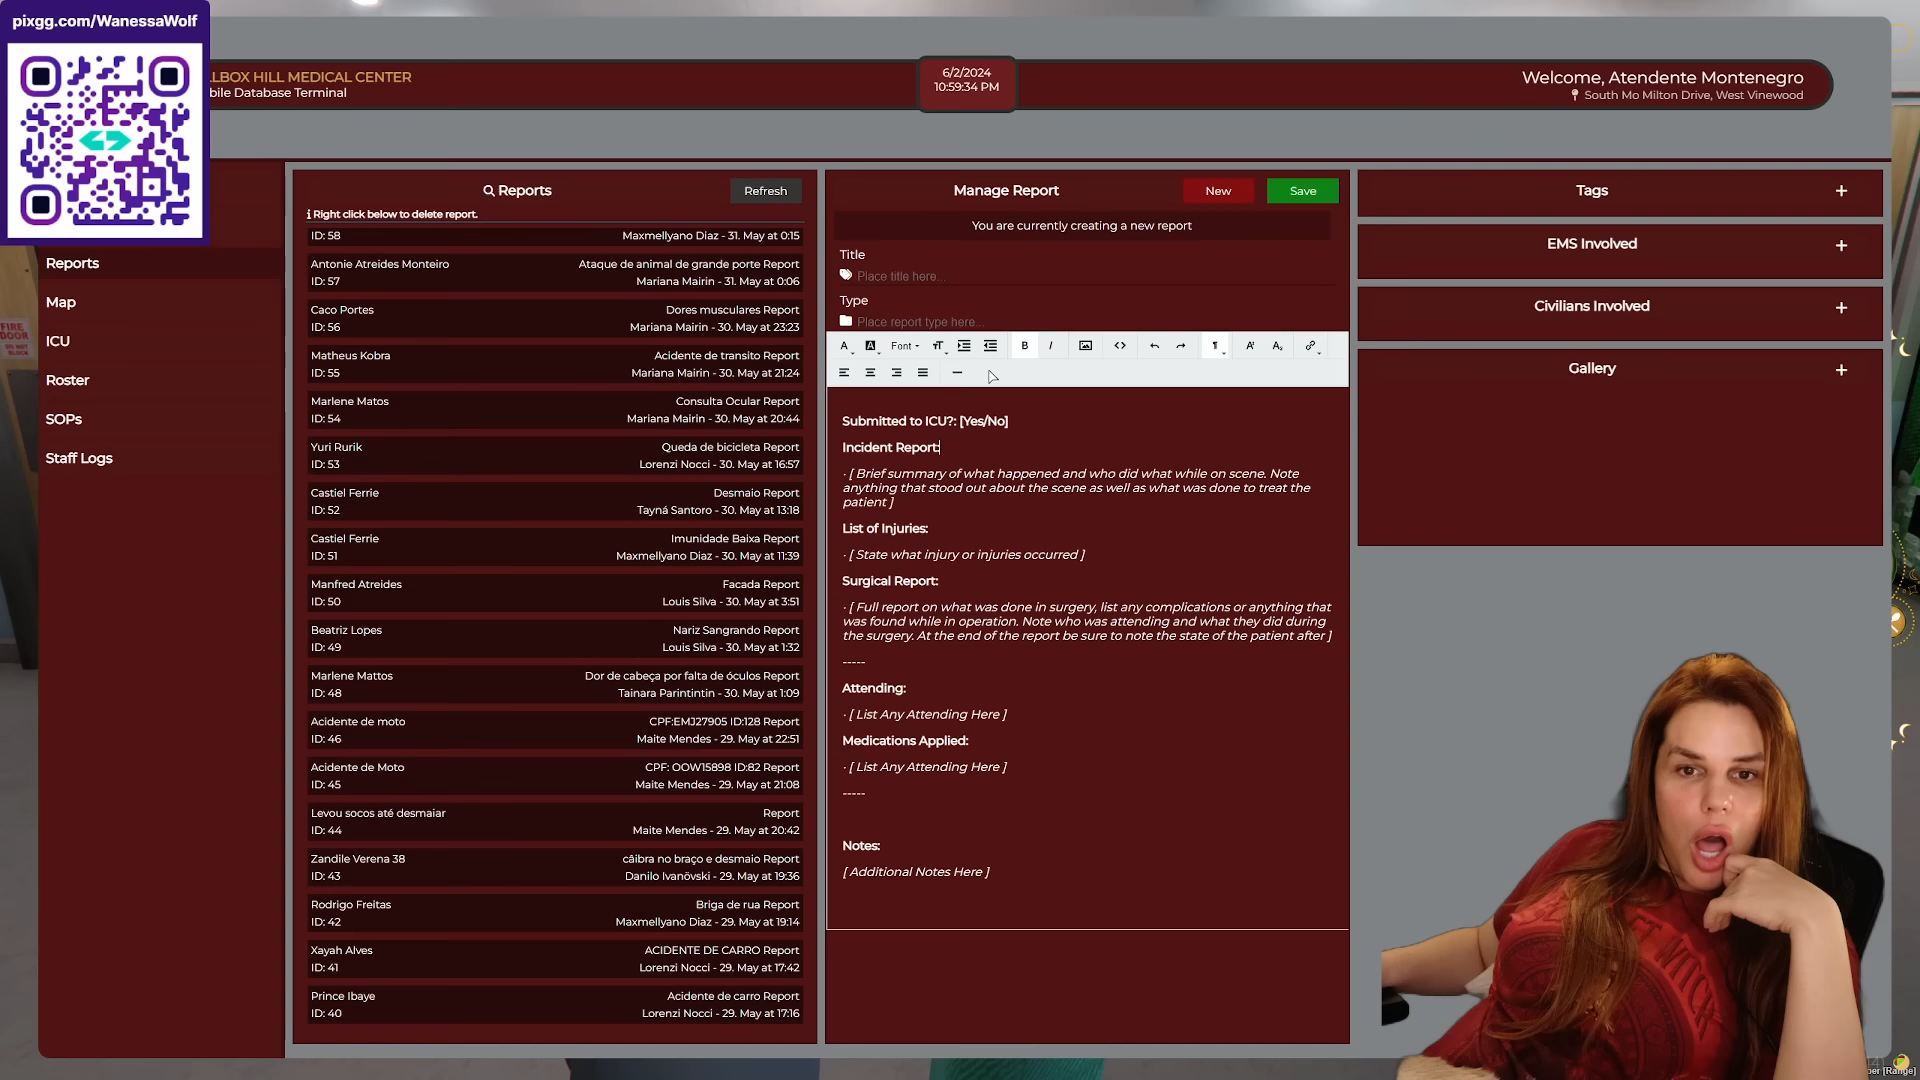 pixgg.com/WanessaWolf
LLBOX HILL MEDICAL CENTER
bile Database Terminal
6/2/2024
10:59:34 PM
Welcome, Atendente Montenegro
South Mo Milton Drive, West Vinewood
Reports
Map
ICU
Roster
SOPs
Staff Logs
Reports
Refresh
Right click below to delete report.
ID: 58 Maxmellyano Diaz - 31. May at 0:15
Antonie Atreides Monteiro Ataque de animal de grande porte Report
ID: 57 Mariana Mairin - 31. May at 0:06
Caco Portes Dores musculares Report
ID: 56 Mariana Mairin - 30. May at 23:23
Matheus Kobra Acidente de transito Report
ID: 55 Mariana Mairin - 30. May at 21:24
Marlene Matos Consulta Ocular Report
ID: 54 Mariana Mairin - 30. May at 20:44
Yuri Rurik Queda de bicicleta Report
ID: 53 Lorenzi Nocci - 30. May at 16:57
Castiel Ferrie Desmaio Report
ID: 52 Tayná Santoro - 30. May at 13:18
Castiel Ferrie Imunidade Baixa Report
ID: 51 Maxmellyano Diaz - 30. May at 11:39
Manfred Atreides Facada Report
ID: 50 Louis Silva - 30. May at 3:51
Beatriz Lopes Nariz Sangrando Report
ID: 49 Louis Silva - 30. May at 1:32
Marlene Mattos Dor de cabeça por falta de óculos Report
ID: 48 Tainara Parintintin - 30. May at 1:09
Acidente de moto CPF:EMJ27905 ID:128 Report
ID: 46 Maite Mendes - 29. May at 22:51
Acidente de Moto CPF: OOW15898 ID:82 Report
ID: 45 Maite Mendes - 29. May at 21:08
Levou socos até desmaiar Report
ID: 44 Maite Mendes - 29. May at 20:42
Zandile Verena 38 câibra no braço e desmaio Report
ID: 43 Danilo Ivanövski - 29. May at 19:36
Rodrigo Freitas Briga de rua Report
ID: 42 Maxmellyano Diaz - 29. May at 19:14
Xayah Alves ACIDENTE DE CARRO Report
ID: 41 Lorenzi Nocci - 29. May at 17:42
Prince Ibaye Acidente de carro Report
ID: 40 Lorenzi Nocci - 29. May at 17:16
Manage Report
New
Save
You are currently creating a new report
Title
Place title here...
Type
Place report type here...
Font
Submitted to ICU?: [Yes/No]
Incident Report:
· [ Brief summary of what happened and who did what while on scene. Note
anything that stood out about the scene as well as what was done to treat the
patient ]
List of Injuries:
· [ State what injury or injuries occurred ]
Surgical Report:
· [ Full report on what was done in surgery, list any complications or anything that
was found while in operation. Note who was attending and what they did during
the surgery. At the end of the report be sure to note the state of the patient after ]
-----
Attending:
· [ List Any Attending Here ]
Medications Applied:
· [ List Any Attending Here ]
-----
Notes:
[ Additional Notes Here ]
Tags
EMS Involved
Civilians Involved
Gallery
FIRE
DOOR
[Range]